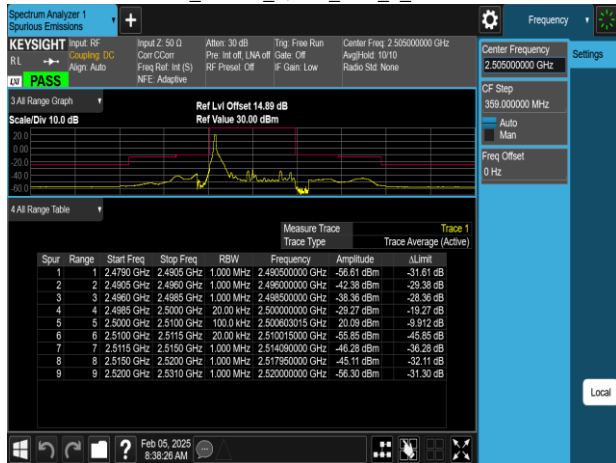 Spectrum Analyzer 1
Spurious Emissions
Frequency
KEYSIGHT Input: RF Input Z: 50 Ω Atten: 30 dB Trig: Free Run Center Freq: 2.505000000 GHz
RL Coupling: DC Corr CCorr Pre: Int off, LNA off Gate: Off Avg|Hold: 10/10
Align: Auto Freq Ref: Int (S) RF Preset: Off IF Gain: Low Radio Std: None
LXI PASS NFE: Adaptive
Center Frequency
2.505000000 GHz
Settings
CF Step
359.000000 MHz
Auto
Man
Freq Offset
0 Hz
3 All Range Graph
Ref Lvl Offset 14.89 dB
Scale/Div 10.0 dB Ref Value 30.00 dBm
20.0
0.00
-20.0
-40.0
-60.0
4 All Range Table
Measure Trace Trace 1
Trace Type Trace Average (Active)
Spur Range Start Freq Stop Freq RBW Frequency Amplitude ΔLimit
1 1 2.4790 GHz 2.4905 GHz 1.000 MHz 2.490500000 GHz -56.61 dBm -31.61 dB
2 2 2.4905 GHz 2.4960 GHz 1.000 MHz 2.496000000 GHz -42.38 dBm -29.38 dB
3 3 2.4960 GHz 2.4985 GHz 1.000 MHz 2.498500000 GHz -38.36 dBm -28.36 dB
4 4 2.4985 GHz 2.5000 GHz 20.00 kHz 2.500000000 GHz -29.27 dBm -19.27 dB
5 5 2.5000 GHz 2.5100 GHz 100.0 kHz 2.500603015 GHz 20.09 dBm -9.912 dB
6 6 2.5100 GHz 2.5115 GHz 20.00 kHz 2.510015000 GHz -55.85 dBm -45.85 dB
7 7 2.5115 GHz 2.5150 GHz 1.000 MHz 2.514090000 GHz -46.28 dBm -36.28 dB
8 8 2.5150 GHz 2.5200 GHz 1.000 MHz 2.517950000 GHz -45.11 dBm -32.11 dB
9 9 2.5200 GHz 2.5310 GHz 1.000 MHz 2.520000000 GHz -56.30 dBm -31.30 dB
Local
Feb 05, 2025
8:38:26 AM